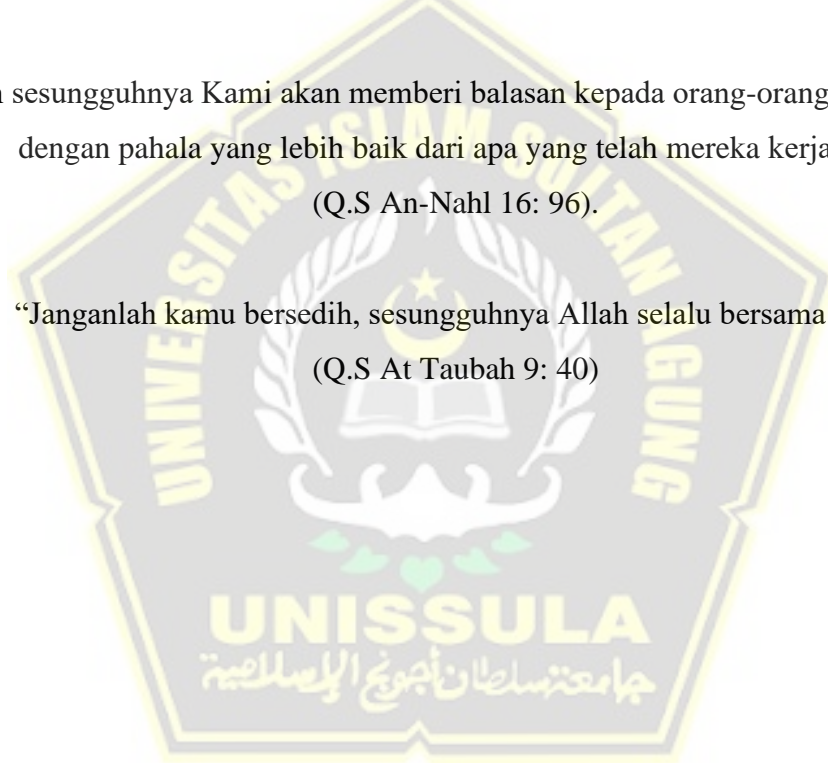 sesungguhnya Kami akan memberi balasan kepada orang-orang
dengan pahala yang lebih baik dari apa yang telah mereka kerja
(Q.S An-Nahl 16: 96).
“Janganlah kamu bersedih, sesungguhnya Allah selalu bersama
(Q.S At Taubah 9: 40)
UNIVERSITAS ISLAM SULTAN AGUNG
UNISSULA
جامعة سلطان أجونج الإسلامية